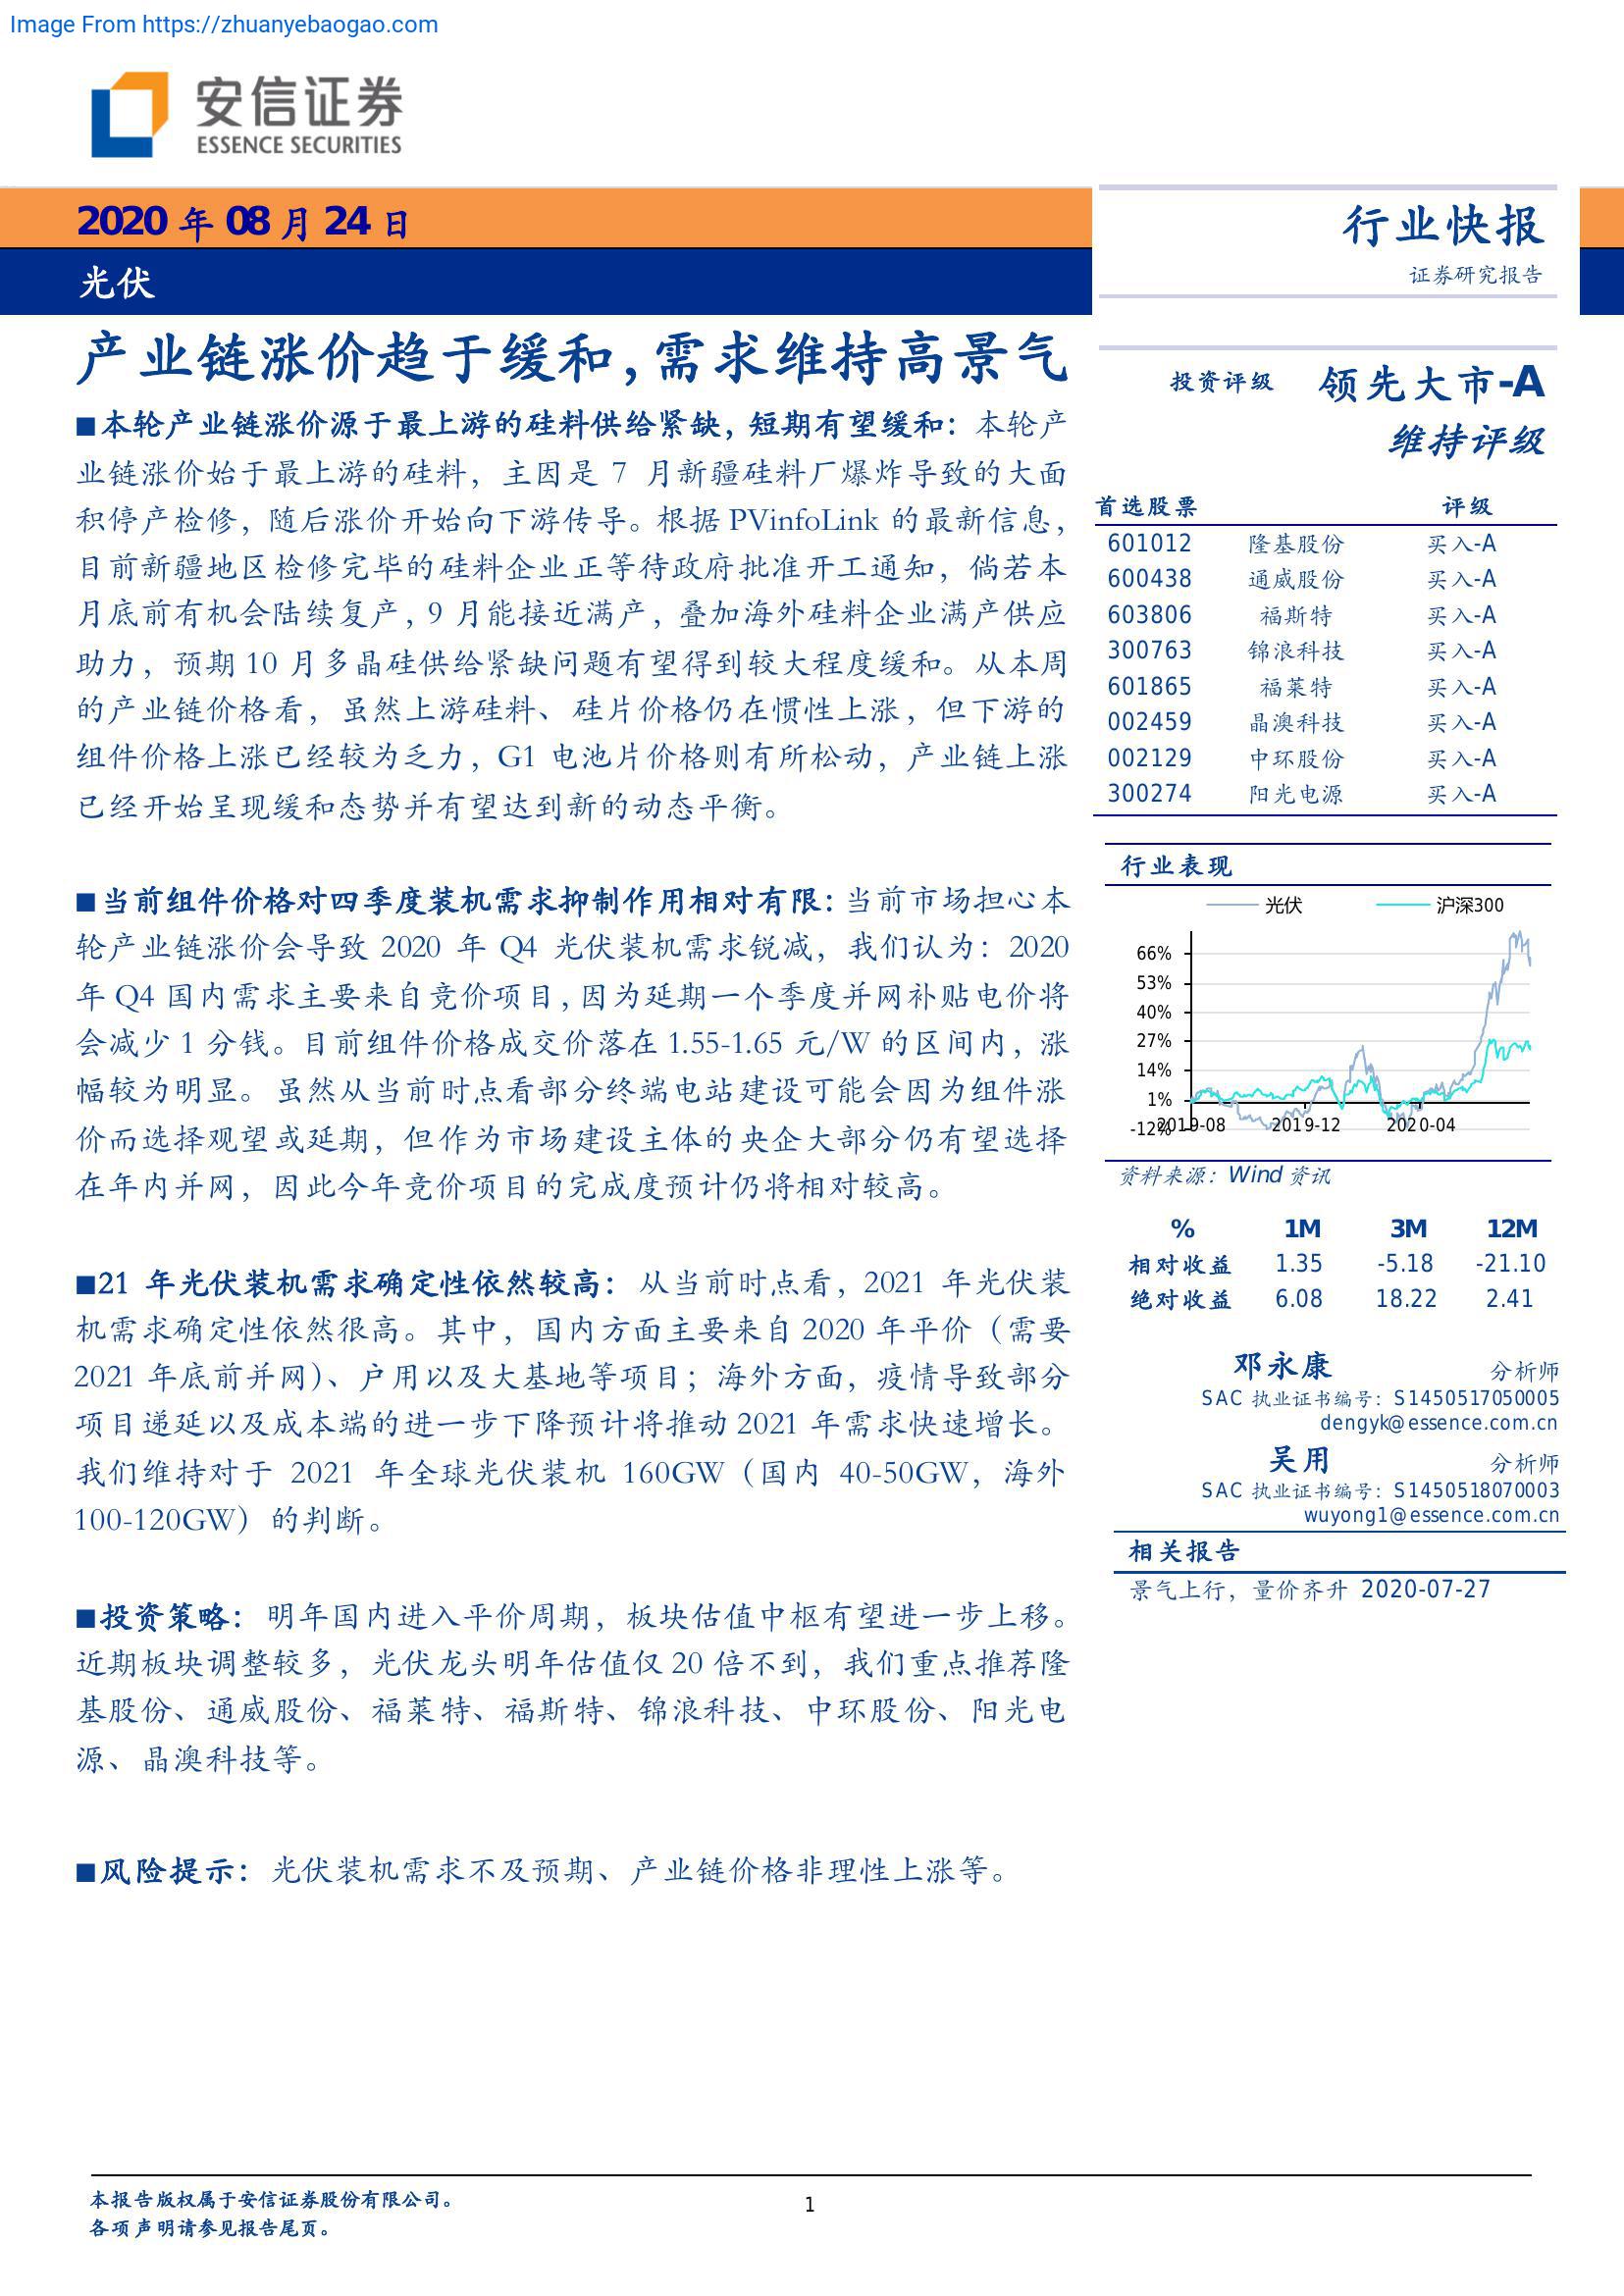 Image From https://zhuanyebaogao.com
安信证券
ESSENCE SECURITIES
2020 年 08 月 24 日
光伏
行业快报
证券研究报告
产业链涨价趋于缓和，需求维持高景气
■本轮产业链涨价源于最上游的硅料供给紧缺，短期有望缓和：本轮产
业链涨价始于最上游的硅料，主因是 7 月新疆硅料厂爆炸导致的大面
积停产检修，随后涨价开始向下游传导。根据 PVinfoLink 的最新信息，
目前新疆地区检修完毕的硅料企业正等待政府批准开工通知，倘若本
月底前有机会陆续复产，9 月能接近满产，叠加海外硅料企业满产供应
助力，预期 10 月多晶硅供给紧缺问题有望得到较大程度缓和。从本周
的产业链价格看，虽然上游硅料、硅片价格仍在惯性上涨，但下游的
组件价格上涨已经较为乏力，G1 电池片价格则有所松动，产业链上涨
已经开始呈现缓和态势并有望达到新的动态平衡。
■当前组件价格对四季度装机需求抑制作用相对有限：当前市场担心本
轮产业链涨价会导致 2020 年 Q4 光伏装机需求锐减，我们认为：2020
年 Q4 国内需求主要来自竞价项目，因为延期一个季度并网补贴电价将
会减少 1 分钱。目前组件价格成交价落在 1.55-1.65 元/W 的区间内，涨
幅较为明显。虽然从当前时点看部分终端电站建设可能会因为组件涨
价而选择观望或延期，但作为市场建设主体的央企大部分仍有望选择
在年内并网，因此今年竞价项目的完成度预计仍将相对较高。
■21 年光伏装机需求确定性依然较高：从当前时点看，2021 年光伏装
机需求确定性依然很高。其中，国内方面主要来自 2020 年平价（需要
2021 年底前并网）、户用以及大基地等项目；海外方面，疫情导致部分
项目递延以及成本端的进一步下降预计将推动 2021 年需求快速增长。
我们维持对于 2021 年全球光伏装机 160GW（国内 40-50GW，海外
100-120GW）的判断。
■投资策略：明年国内进入平价周期，板块估值中枢有望进一步上移。
近期板块调整较多，光伏龙头明年估值仅 20 倍不到，我们重点推荐隆
基股份、通威股份、福莱特、福斯特、锦浪科技、中环股份、阳光电
源、晶澳科技等。
■风险提示：光伏装机需求不及预期、产业链价格非理性上涨等。
投资评级 领先大市-A
维持评级
首选股票 评级
601012 隆基股份 买入-A
600438 通威股份 买入-A
603806 福斯特 买入-A
300763 锦浪科技 买入-A
601865 福莱特 买入-A
002459 晶澳科技 买入-A
002129 中环股份 买入-A
300274 阳光电源 买入-A
行业表现
光伏 沪深300
66%
53%
40%
27%
14%
1%
-12%
2019-08 2019-12 2020-04
资料来源：Wind 资讯
% 1M 3M 12M
相对收益 1.35 -5.18 -21.10
绝对收益 6.08 18.22 2.41
邓永康 分析师
SAC 执业证书编号：S1450517050005
dengyk@essence.com.cn
吴用 分析师
SAC 执业证书编号：S1450518070003
wuyong1@essence.com.cn
相关报告
景气上行，量价齐升 2020-07-27
本报告版权属于安信证券股份有限公司。
各项声明请参见报告尾页。
1